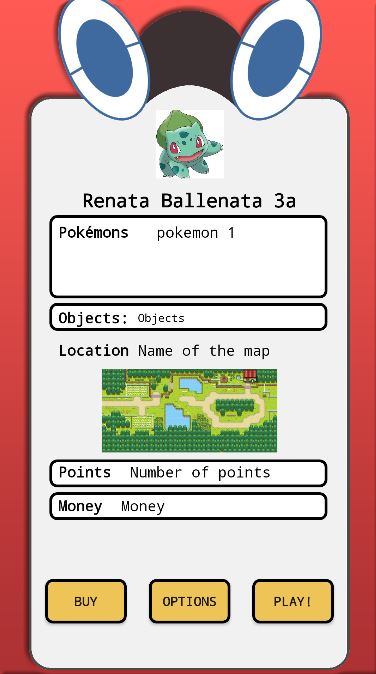 Renata Ballenata 3a
Pokémons pokemon 1
Objects: Objects
Location Name of the map
Points Number of points
Money Money
BUY OPTIONS PLAY!